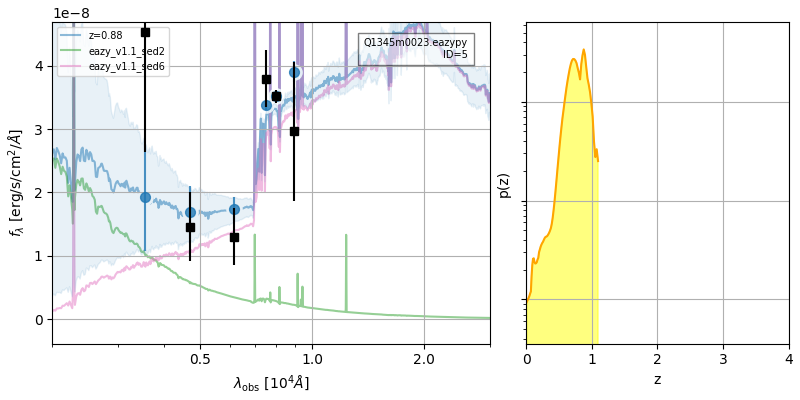 1e−8
z=0.88
eazy_v1.1_sed2
eazy_v1.1_sed6
Q1345m0023.eazypy
ID=5
4
3
2
1
0
f_λ [erg/s/cm²/Å]
0.5
1.0
2.0
λ_obs [10⁴Å]
p(z)
0
1
2
3
4
z